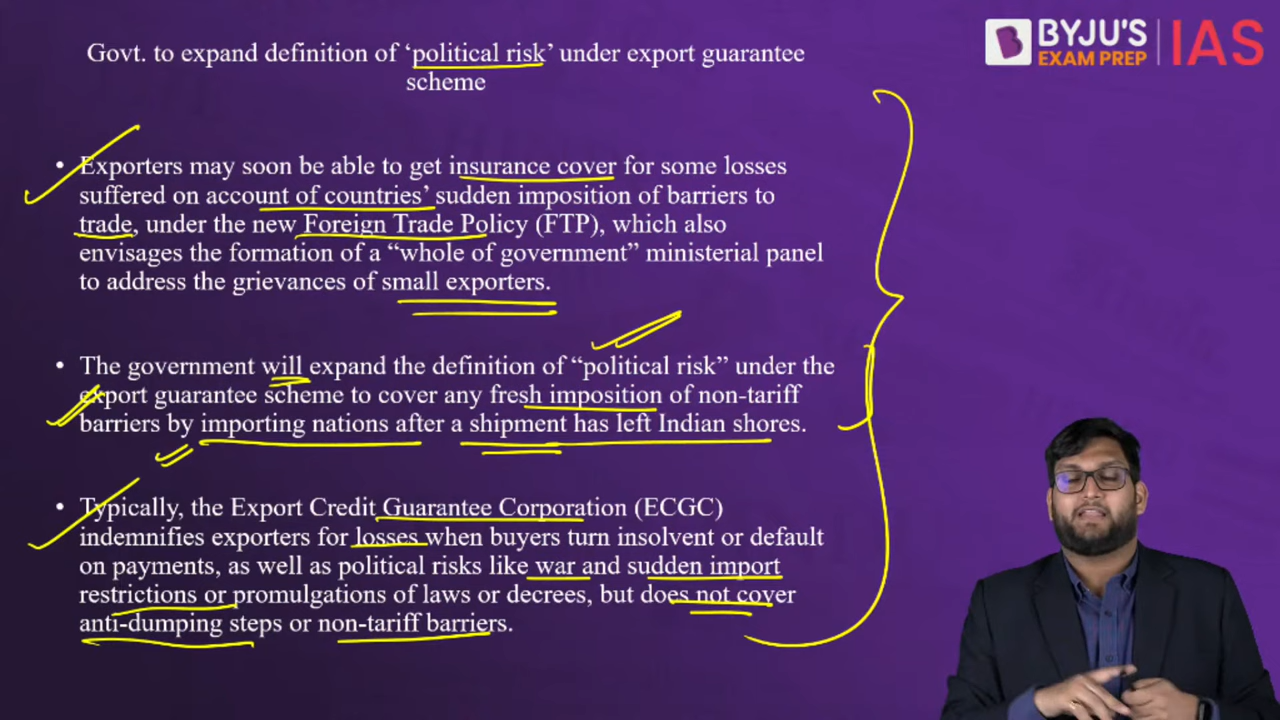 BYJU'S
EXAM PREP
IAS
Govt. to expand definition of ‘political risk’ under export guarantee
scheme
• Exporters may soon be able to get insurance cover for some losses
suffered on account of countries’ sudden imposition of barriers to
trade, under the new Foreign Trade Policy (FTP), which also
envisages the formation of a “whole of government” ministerial panel
to address the grievances of small exporters.
• The government will expand the definition of “political risk” under the
export guarantee scheme to cover any fresh imposition of non-tariff
barriers by importing nations after a shipment has left Indian shores.
• Typically, the Export Credit Guarantee Corporation (ECGC)
indemnifies exporters for losses when buyers turn insolvent or default
on payments, as well as political risks like war and sudden import
restrictions or promulgations of laws or decrees, but does not cover
anti-dumping steps or non-tariff barriers.